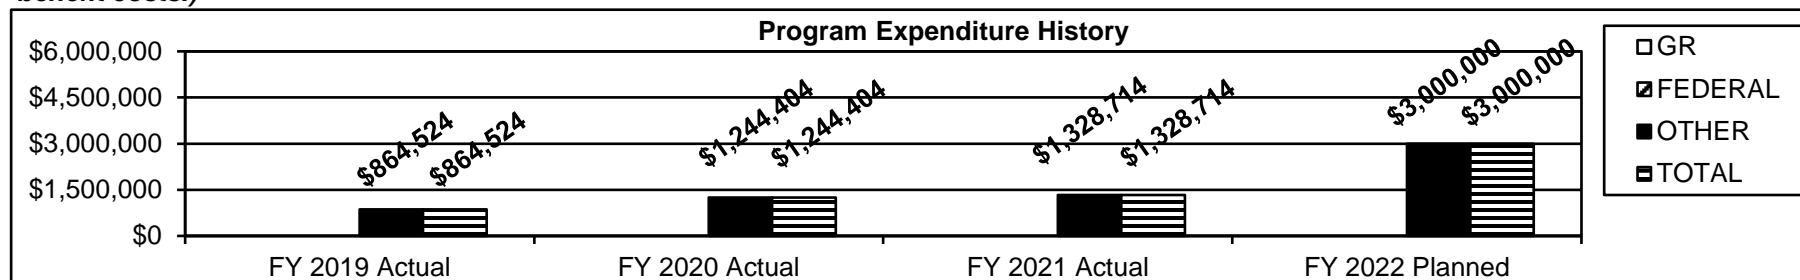 benefit costs.)
Program Expenditure History
$6,000,000
$4,500,000
$3,000,000
$1,500,000
$0
$864,524
$864,524
$1,244,404
$1,244,404
$1,328,714
$1,328,714
$3,000,000
$3,000,000
FY 2019 Actual
FY 2020 Actual
FY 2021 Actual
FY 2022 Planned
GR
FEDERAL
OTHER
TOTAL